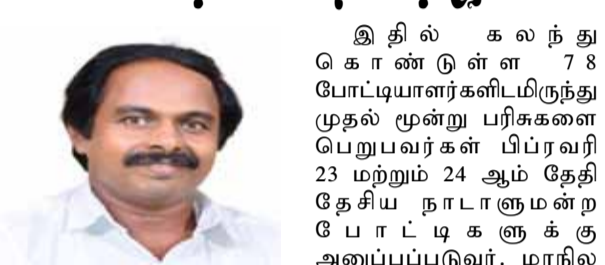 இதில் கலந்து
கொண்டுள்ள 78
போட்டியாளர்களிடமிருந்து
முதல் மூன்று பரிசுகளை
பெறுபவர்கள் பிப்ரவரி
23 மற்றும் 24 ஆம் தேதி
தேசிய நாடாளுமன்ற
போட்டிகளுக்கு
அனுப்பப்படுவர். மாநில